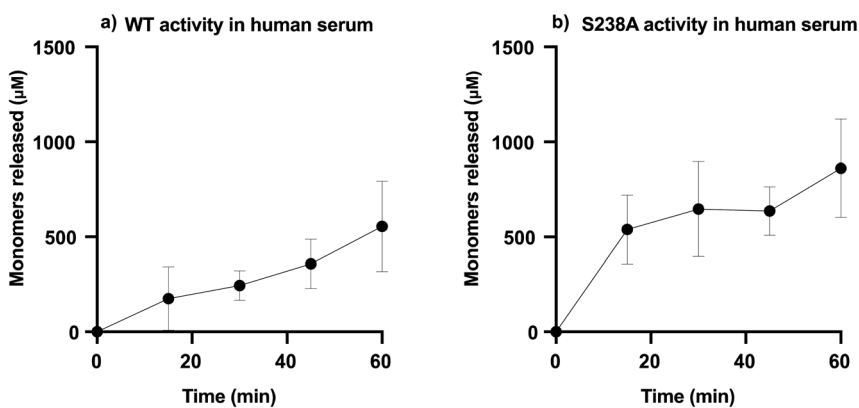 a) WT activity in human serum
1500
1000
500
0
Monomers released (μM)
0 20 40 60
Time (min)
b) S238A activity in human serum
1500
1000
500
0
Monomers released (μM)
0 20 40 60
Time (min)